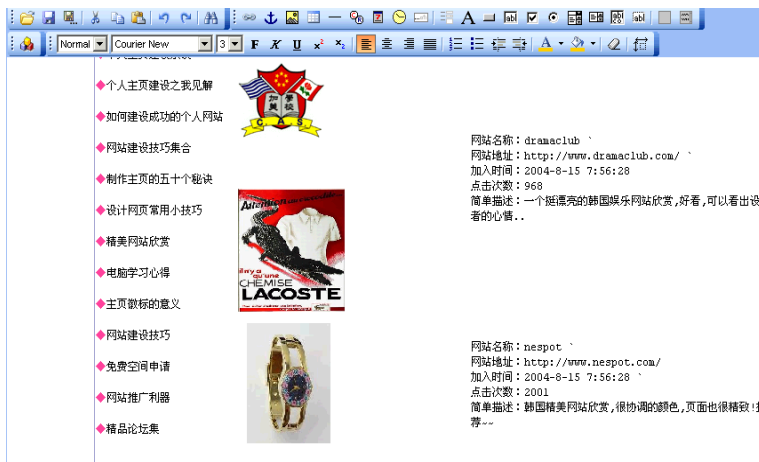 Normal
Courier New
3
个人主页建设之我见解
如何建设成功的个人网站
网站建设技巧集合
制作主页的五十个秘诀
设计网页常用小技巧
精美网站欣赏
电脑学习心得
主页徽标的意义
网站建设技巧
免费空间申请
网站推广利器
精品论坛集
加美學校
CAS
il n'y a
qu'une
CHEMISE
LACOSTE
网站名称：dramaclub `
网站地址：http://www.dramaclub.com/ `
加入时间：2004-8-15 7:56:28
点击次数：968
简单描述：一个挺漂亮的韩国娱乐网站欣赏,好看,可以看出设
者的心情..
网站名称：nespot `
网站地址：http://www.nespot.com/
加入时间：2004-8-15 7:56:28 `
点击次数：2001
简单描述：韩国精美网站欣赏,很协调的颜色,页面也很精致!
荐~~